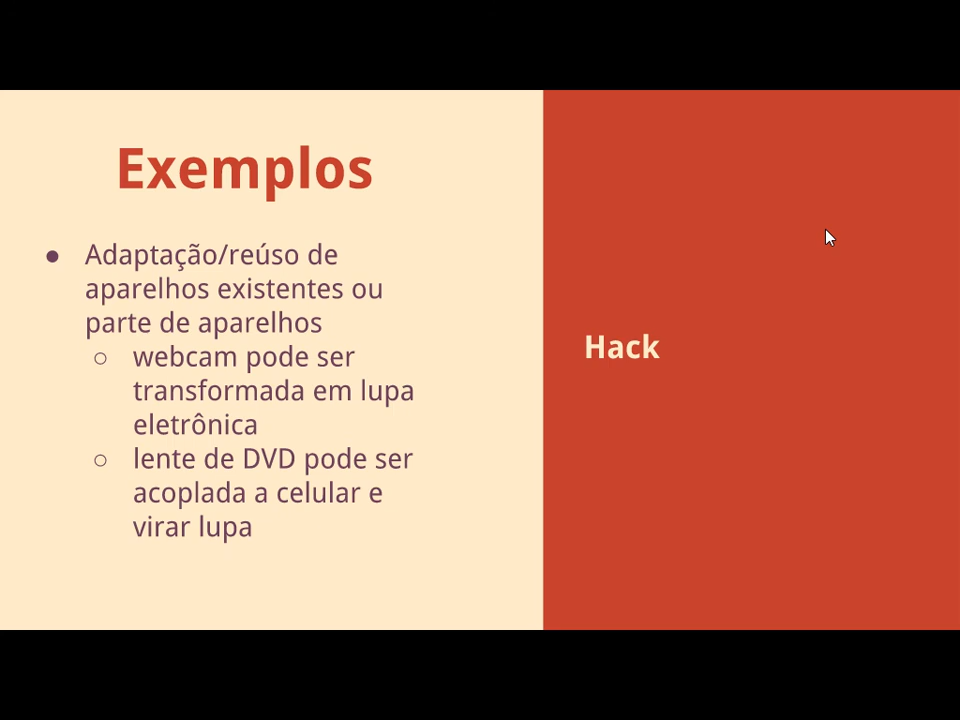 Exemplos
● Adaptação/reúso de
aparelhos existentes ou
parte de aparelhos
○ webcam pode ser
transformada em lupa
eletrônica
○ lente de DVD pode ser
acoplada a celular e
virar lupa
Hack